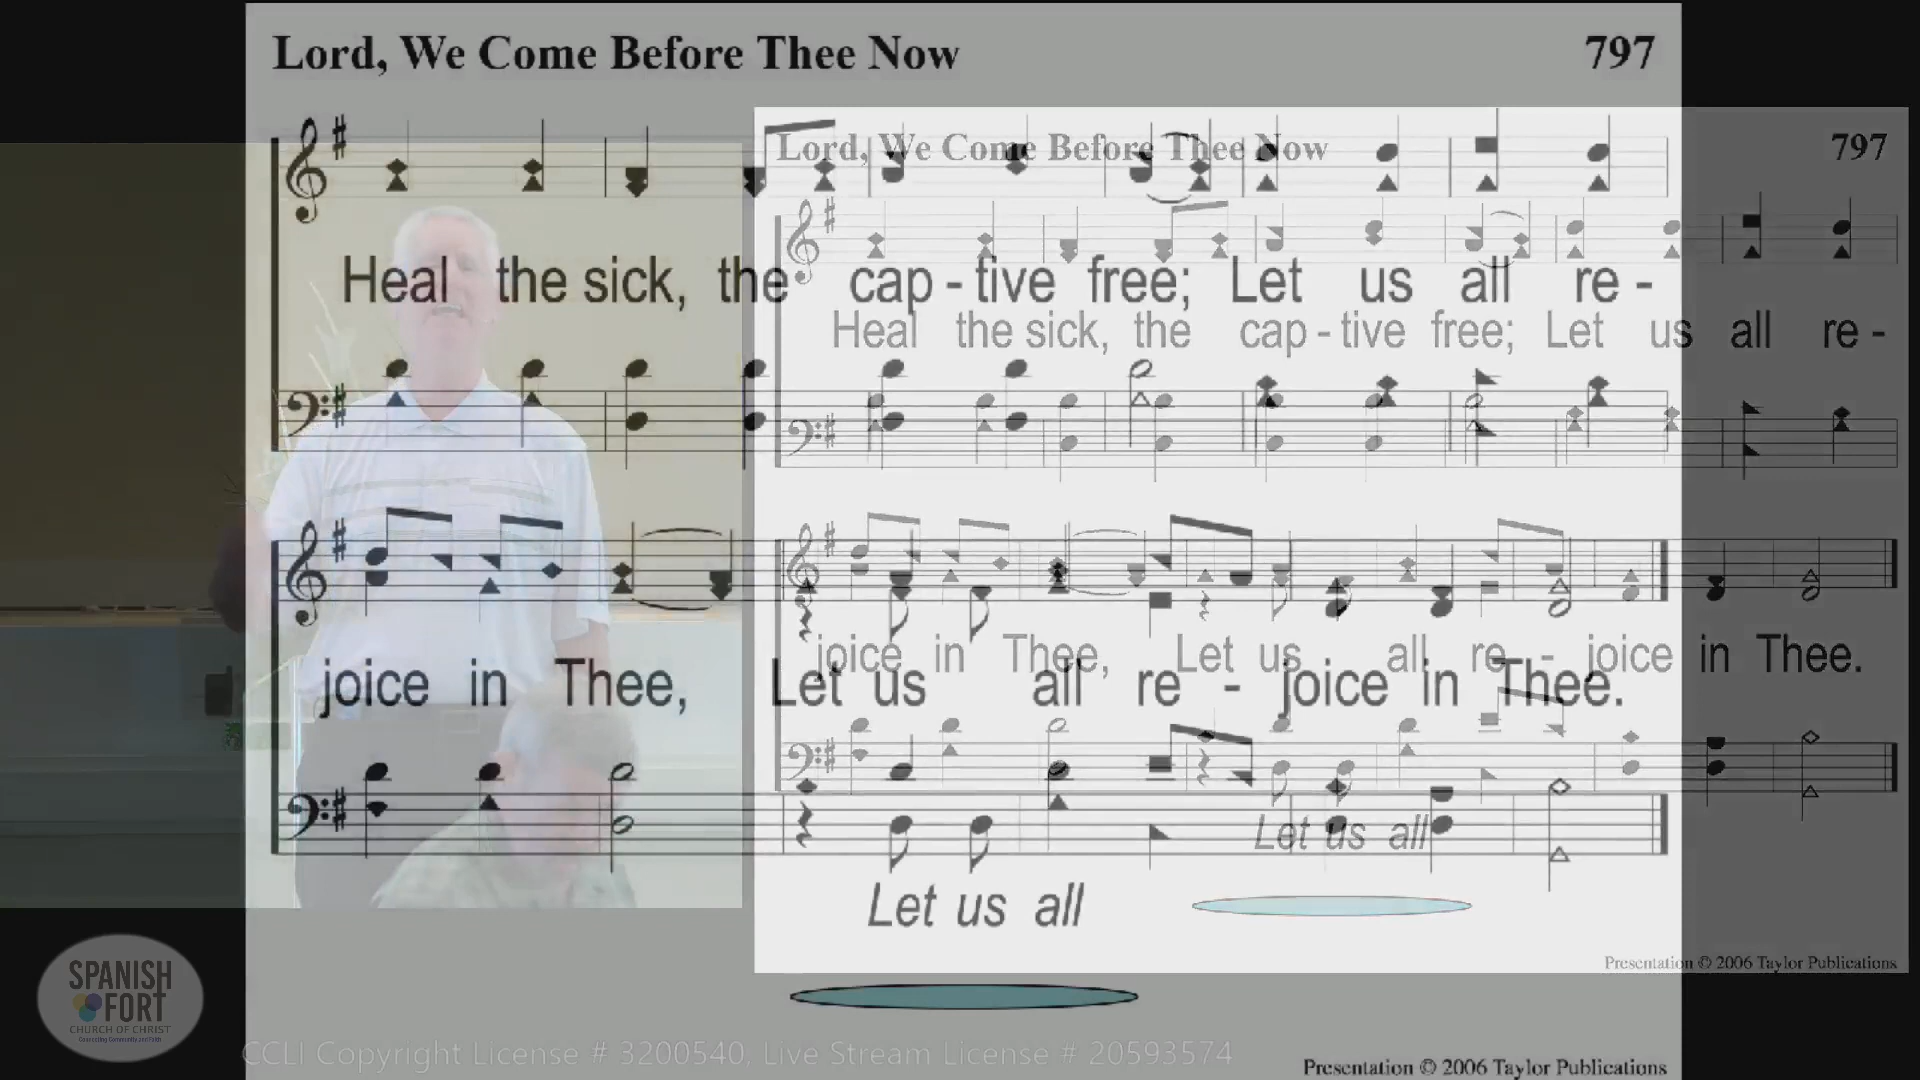 Lord, We Come Before Thee Now 797
Heal the sick, the cap - tive free; Let us all re -
joice in Thee, Let us all re - joice in Thee.
Let us all
Presentation © 2006 Taylor Publications
Lord, We Come Before Thee Now 797
Heal the sick, the cap - tive free; Let us all re -
joice in Thee, Let us all re - joice in Thee.
Let us all
Presentation © 2006 Taylor Publications
SPANISH
FORT
CHURCH OF CHRIST
Connecting Community and Faith
CCLI Copyright License # 3200540, Live Stream License # 20593574